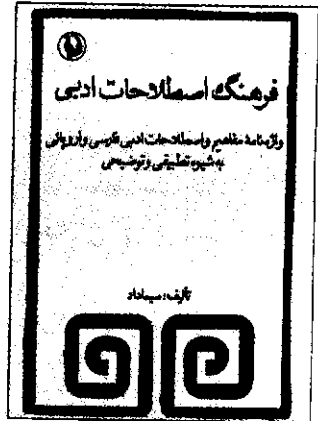 فرهنگ اصطلاحات ادبی
واژه‌نامهٔ مفاهیم و اصطلاحات ادبی فارسی و اروپائی
به شیوه تطبیقی و توضیحی
تألیف: سیما داد